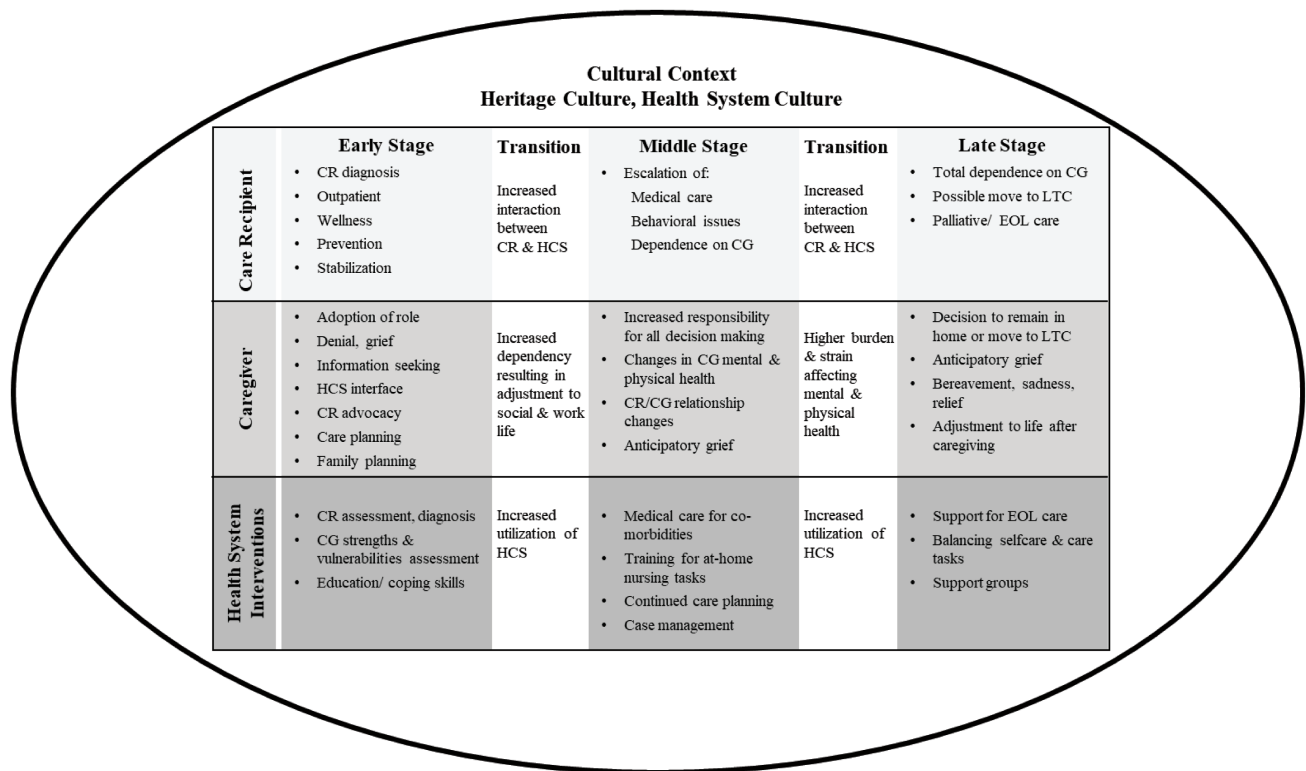 Cultural Context
Heritage Culture, Health System Culture
Care Recipient
Early Stage
• CR diagnosis
• Outpatient
• Wellness
• Prevention
• Stabilization
Transition
Increased
interaction
between
CR & HCS
Middle Stage
• Escalation of:
Medical care
Behavioral issues
Dependence on CG
Transition
Increased
interaction
between
CR & HCS
Late Stage
• Total dependence on CG
• Possible move to LTC
• Palliative/ EOL care
Caregiver
• Adoption of role
• Denial, grief
• Information seeking
• HCS interface
• CR advocacy
• Care planning
• Family planning
Increased
dependency
resulting in
adjustment to
social & work
life
• Increased responsibility
for all decision making
• Changes in CG mental &
physical health
• CR/CG relationship
changes
• Anticipatory grief
Higher burden
& strain
affecting
mental &
physical
health
• Decision to remain in
home or move to LTC
• Anticipatory grief
• Bereavement, sadness,
relief
• Adjustment to life after
caregiving
Health System
Interventions
• CR assessment, diagnosis
• CG strengths &
vulnerabilities assessment
• Education/ coping skills
Increased
utilization of
HCS
• Medical care for co-
morbidities
• Training for at-home
nursing tasks
• Continued care planning
• Case management
Increased
utilization of
HCS
• Support for EOL care
• Balancing selfcare & care
tasks
• Support groups